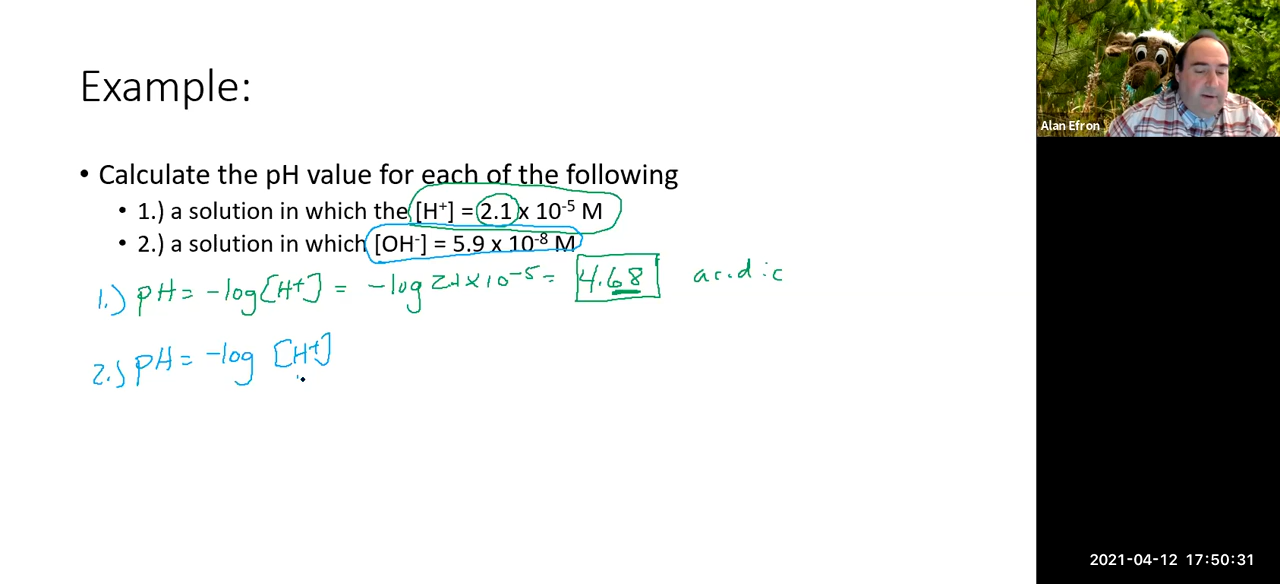 Example:
• Calculate the pH value for each of the following
• 1.) a solution in which the [H⁺] = 2.1 x 10⁻⁵ M
• 2.) a solution in which [OH⁻] = 5.9 x 10⁻⁸ M
1.) pH = -log[H⁺] = -log 2.1 x 10⁻⁵ = 4.68 acidic
2.) pH = -log [H⁺]
Alan Efron
2021-04-12 17:50:31